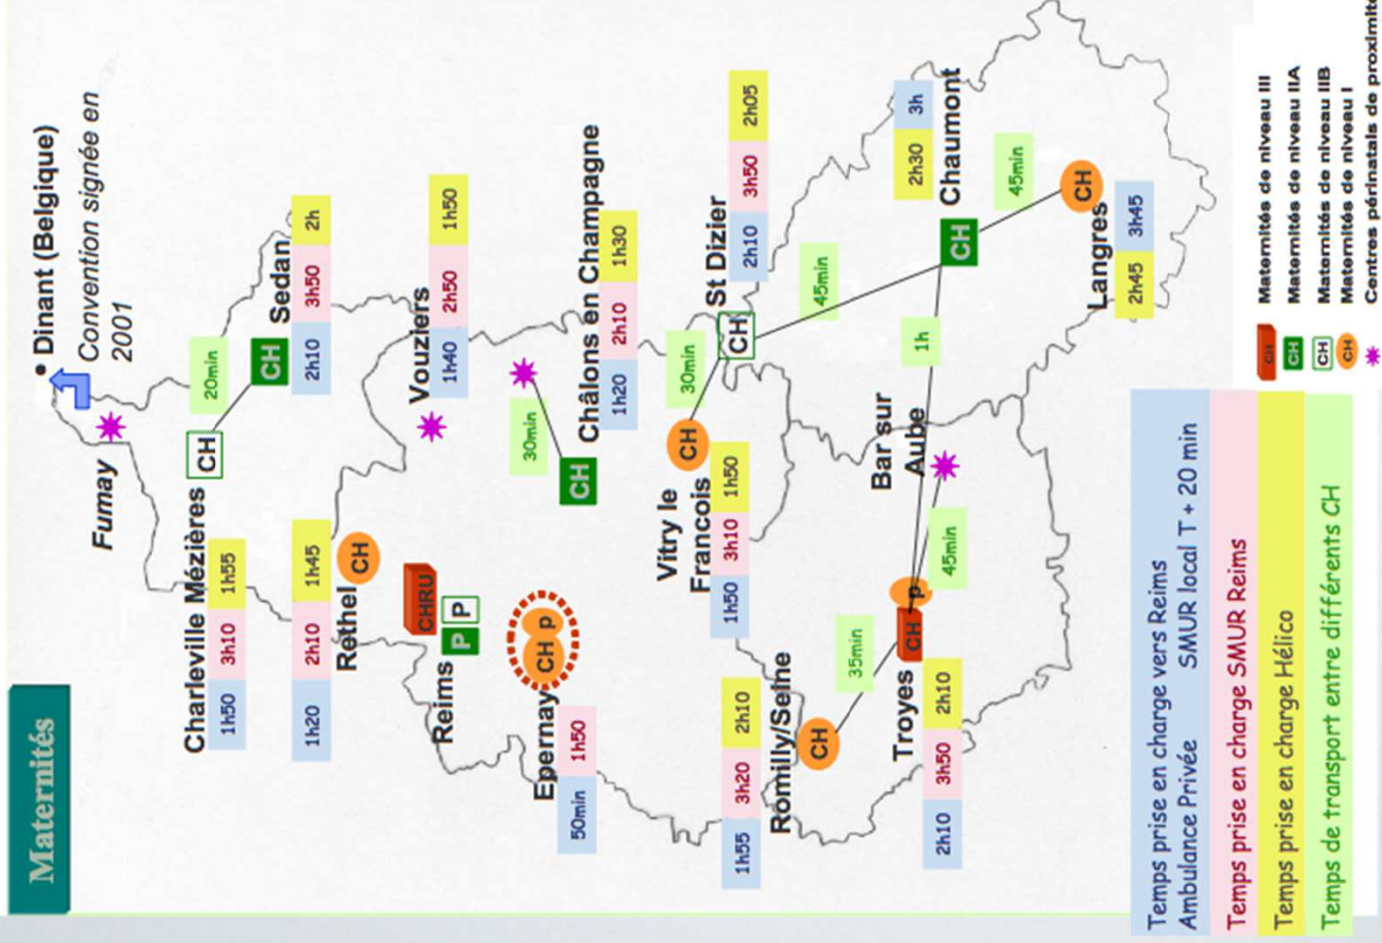 Maternités
• Dinant (Belgique)
Convention signée en
2001
Fumay
Charleville Mézières
CH
20min
CH
Sedan
1h50 3h10 1h55
2h10 3h50 2h
1h20 2h10 1h45
Rethel
CH
Vouziers
1h40 2h50 1h50
CHRU
P P
Reims
30min
CH
Châlons en Champagne
1h20 2h10 1h30
Epernay
CH p
50min 1h50
Vitry le
Francois
CH
30min
1h50 3h10 1h50
St Dizier
CH
2h10 3h50 2h05
1h55 3h20 2h10
Romilly/Seine
CH
35min
45min
Troyes
CH p
2h10 3h50 2h10
Bar sur
Aube
45min
1h
2h30 3h
Chaumont
CH
45min
CH
Langres
2h45 3h45
Temps prise en charge vers Reims
Ambulance Privée SMUR local T + 20 min
Temps prise en charge SMUR Reims
Temps prise en charge Hélico
Temps de transport entre différents CH
CH Maternités de niveau III
CH Maternités de niveau IIA
CH Maternités de niveau IIB
CH Maternités de niveau I
Centres périnatals de proximité